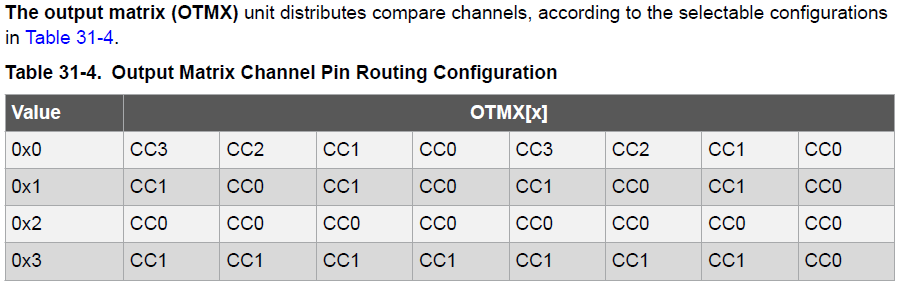 The output matrix (OTMX) unit distributes compare channels, according to the selectable configurations
in Table 31-4.
Table 31-4. Output Matrix Channel Pin Routing Configuration
Value OTMX[x]
0x0 CC3 CC2 CC1 CC0 CC3 CC2 CC1 CC0
0x1 CC1 CC0 CC1 CC0 CC1 CC0 CC1 CC0
0x2 CC0 CC0 CC0 CC0 CC0 CC0 CC0 CC0
0x3 CC1 CC1 CC1 CC1 CC1 CC1 CC1 CC0